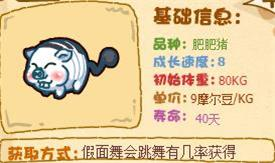 基础信息:
品种: 肥肥猪
成长速度: 8
初始体重: 80KG
单价: 9摩尔豆/KG
寿命: 40天
获取方式: 假面舞会跳舞有几率获得